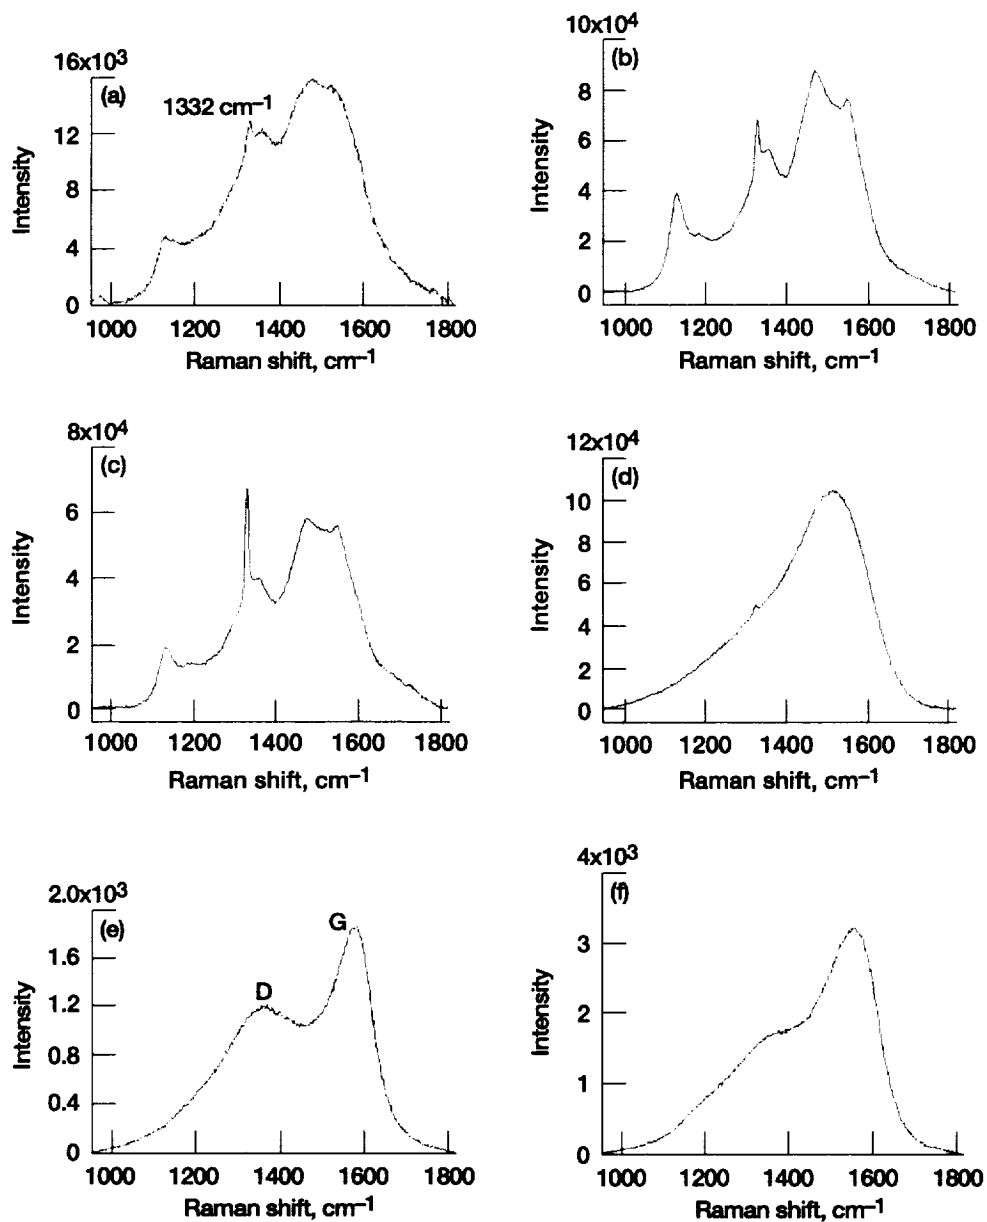 16x10³
(a)
1332 cm⁻¹
12
8
4
0
Intensity
1000 1200 1400 1600 1800
Raman shift, cm⁻¹
10x10⁴
(b)
8
6
4
2
0
Intensity
1000 1200 1400 1600 1800
Raman shift, cm⁻¹
8x10⁴
(c)
6
4
2
0
Intensity
1000 1200 1400 1600 1800
Raman shift, cm⁻¹
12x10⁴
(d)
10
8
6
4
2
0
Intensity
1000 1200 1400 1600 1800
Raman shift, cm⁻¹
2.0x10³
(e)
G
D
1.6
1.2
0.8
0.4
0
Intensity
1000 1200 1400 1600 1800
Raman shift, cm⁻¹
4x10³
(f)
3
2
1
0
Intensity
1000 1200 1400 1600 1800
Raman shift, cm⁻¹